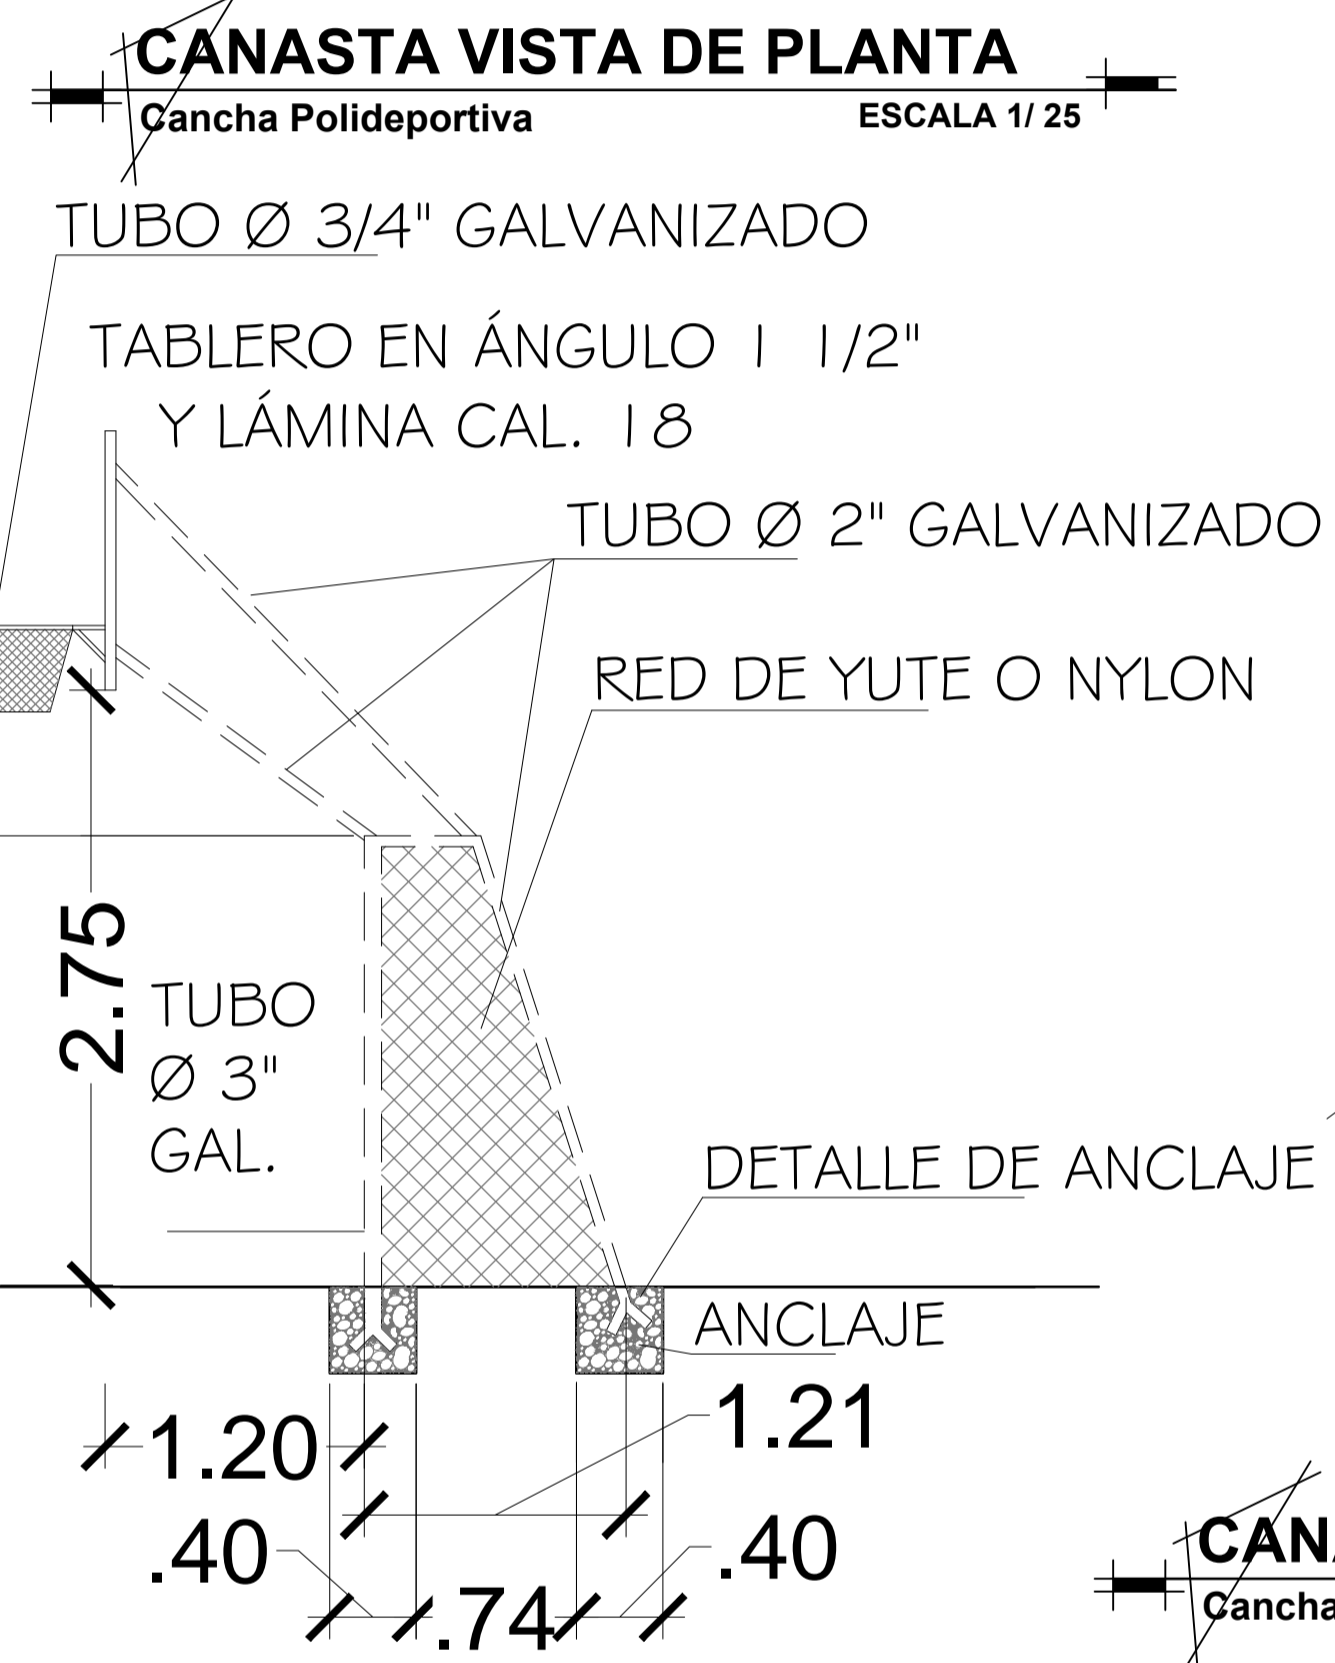 CANASTA VISTA DE PLANTA
Cancha Polideportiva ESCALA 1/ 25
TUBO Ø 3/4" GALVANIZADO
TABLERO EN ÁNGULO 1 1/2"
Y LÁMINA CAL. 18
TUBO Ø 2" GALVANIZADO
RED DE YUTE O NYLON
2.75
TUBO
Ø 3"
GAL.
DETALLE DE ANCLAJE
ANCLAJE
1.20
1.21
.40
.40
.74
Cancha